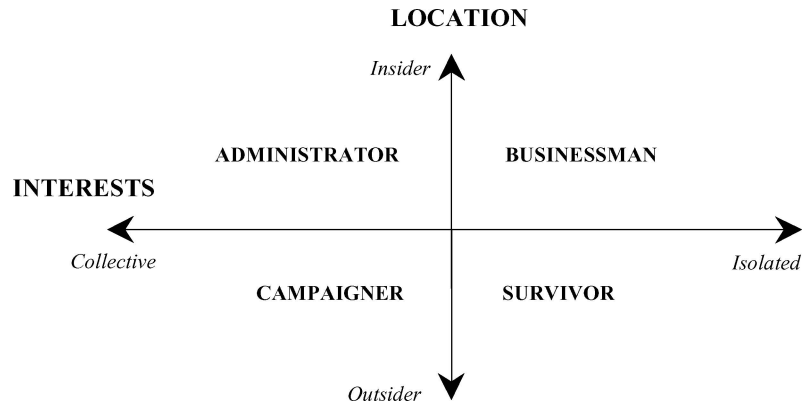 LOCATION
Insider
ADMINISTRATOR
BUSINESSMAN
INTERESTS
Collective
Isolated
CAMPAIGNER
SURVIVOR
Outsider